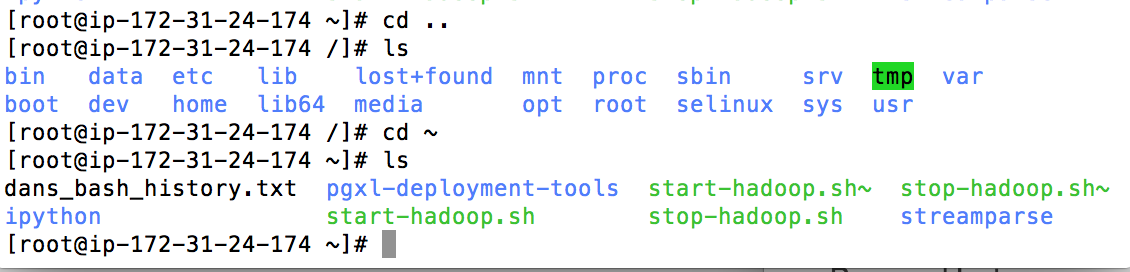 [root@ip-172-31-24-174 ~]# cd ..
[root@ip-172-31-24-174 /]# ls
bin   data  etc   lib    lost+found  mnt  proc  sbin     srv  tmp  var
boot  dev   home  lib64  media       opt  root  selinux  sys  usr
[root@ip-172-31-24-174 /]# cd ~
[root@ip-172-31-24-174 ~]# ls
dans_bash_history.txt  pgxl-deployment-tools  start-hadoop.sh~  stop-hadoop.sh~
ipython                start-hadoop.sh        stop-hadoop.sh    streamparse
[root@ip-172-31-24-174 ~]#